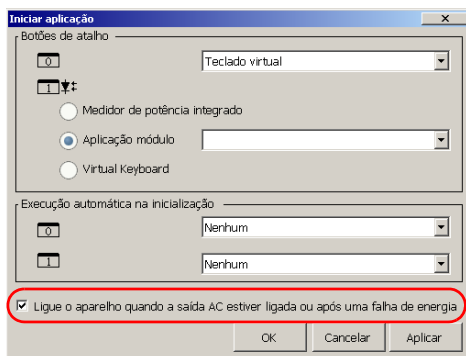 Iniciar aplicação
Botões de atalho
0
Teclado virtual
1
Medidor de potência integrado
Aplicação módulo
Virtual Keyboard
Execução automática na inicialização
0
Nenhum
1
Nenhum
Ligue o aparelho quando a saída AC estiver ligada ou após uma falha de energia
OK Cancelar Aplicar